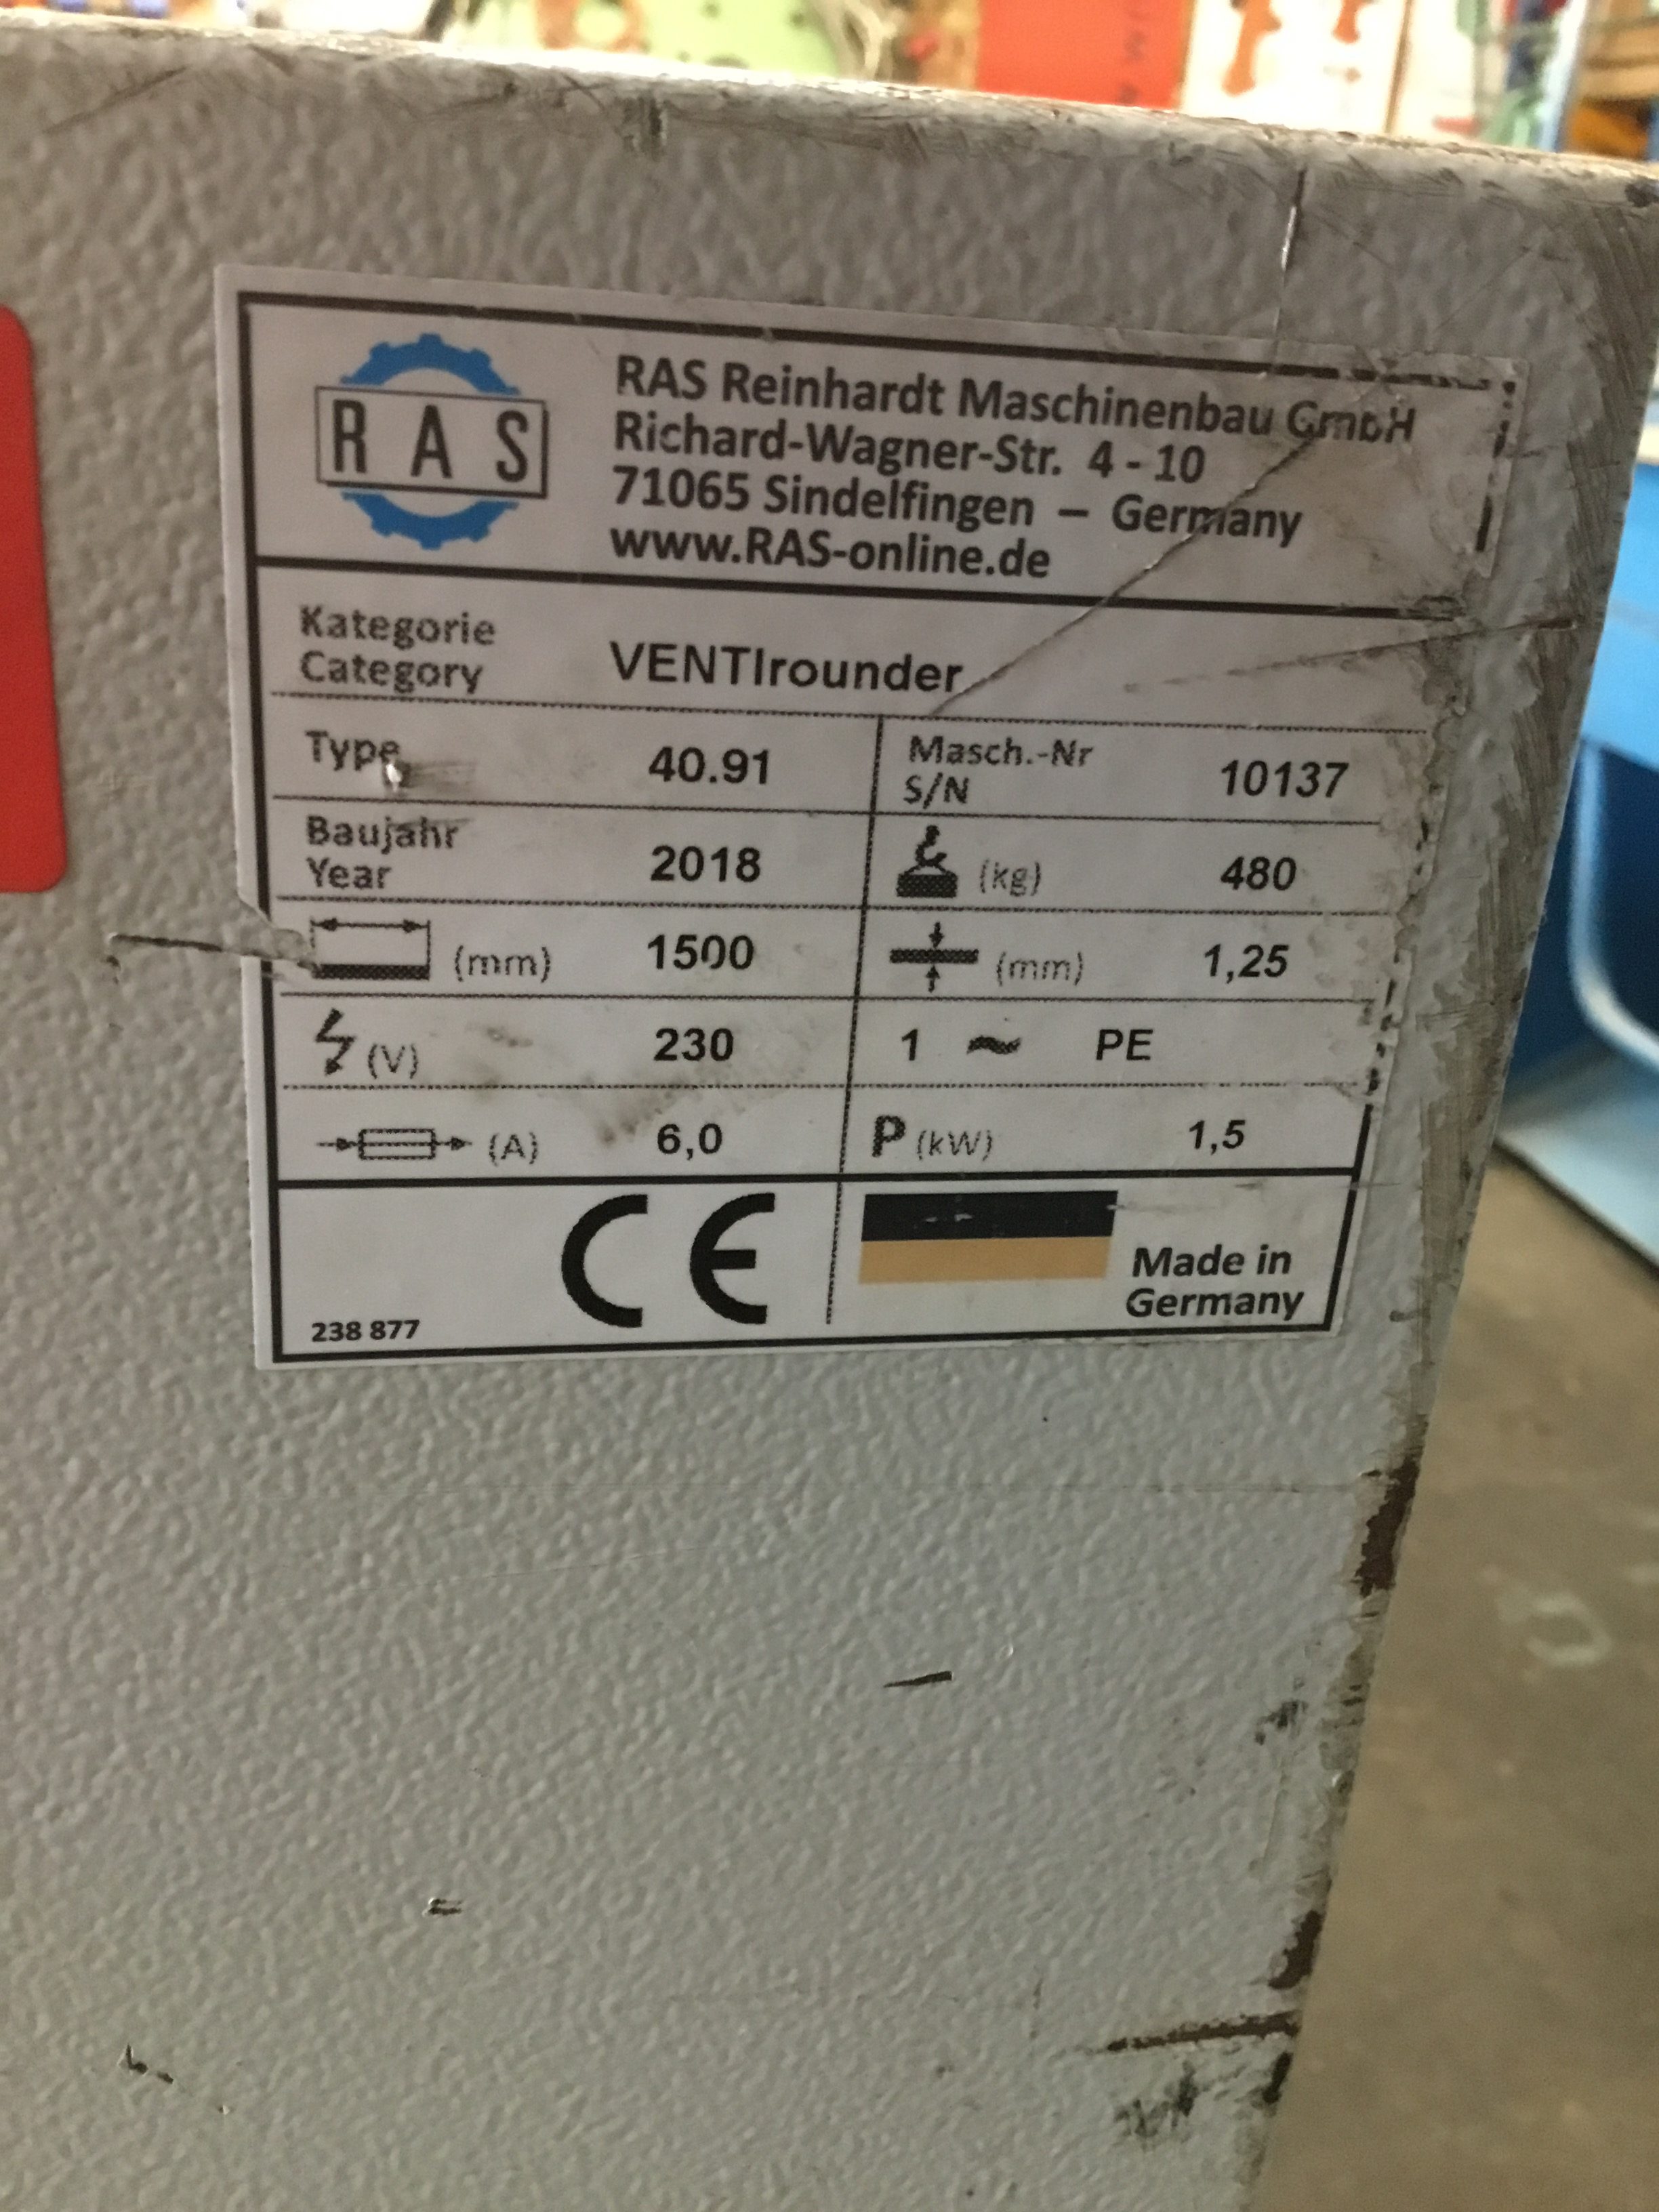 RAS
RAS Reinhardt Maschinenbau GmbH
Richard-Wagner-Str. 4 - 10
71065 Sindelfingen – Germany
www.RAS-online.de
Kategorie
Category
VENTIrounder
Type
40.91
Masch.-Nr
S/N
10137
Baujahr
Year
2018
(kg)
480
(mm)
1500
(mm)
1,25
(V)
230
1 ~ PE
(A)
6,0
P (kW)
1,5
238 877
CE
Made in
Germany